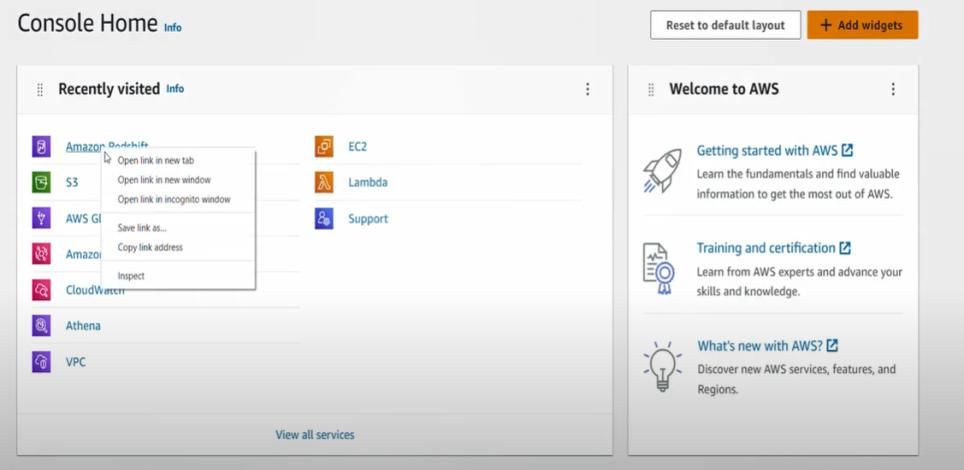 Console Home Info
Reset to default layout
+ Add widgets
Recently visited Info
Amazon Redshift
S3
AWS Gl
Amazo
CloudWatch
Athena
VPC
Open link in new tab
Open link in new window
Open link in incognito window
Save link as...
Copy link address
Inspect
EC2
Lambda
Support
View all services
Welcome to AWS
Getting started with AWS
Learn the fundamentals and find valuable
information to get the most out of AWS.
Training and certification
Learn from AWS experts and advance your
skills and knowledge.
What's new with AWS?
Discover new AWS services, features, and
Regions.